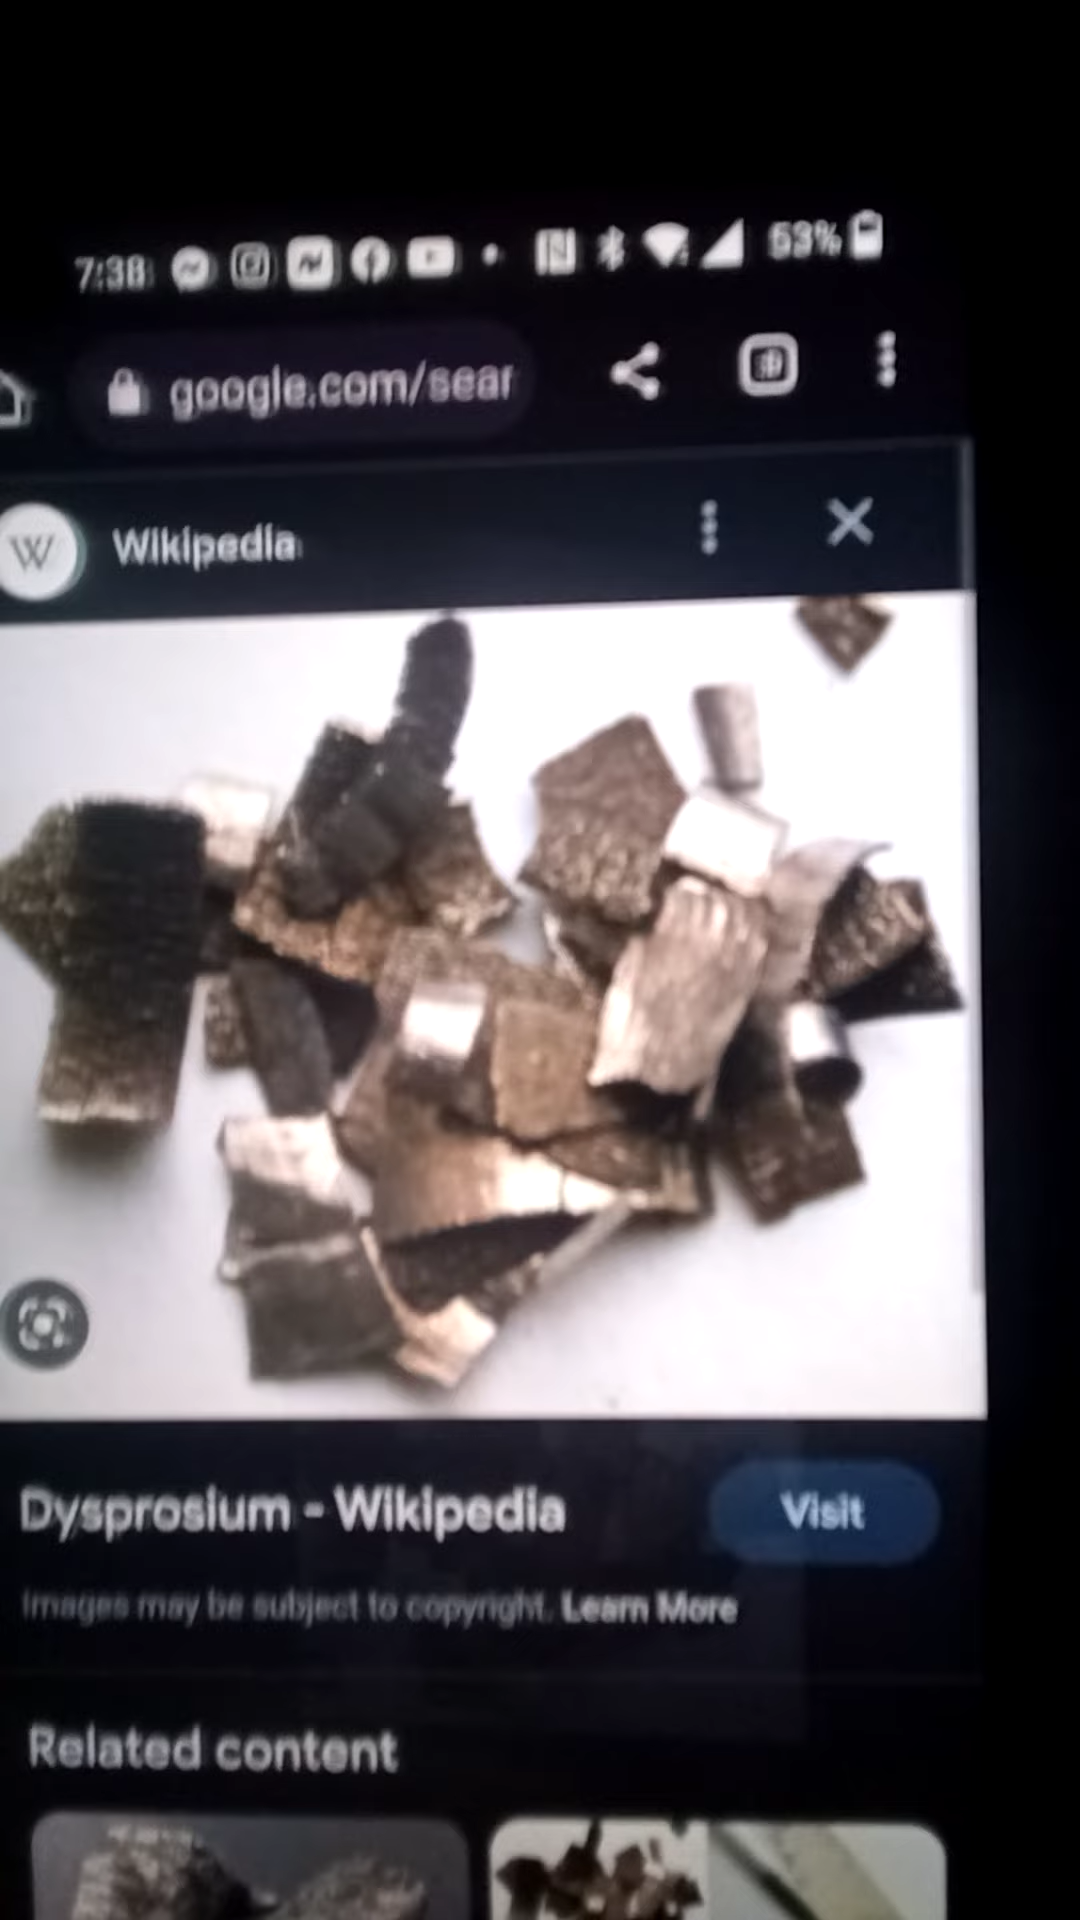 7:38 53%
google.com/sear
W Wikipedia
Dysprosium - Wikipedia Visit
Images may be subject to copyright. Learn More
Related content